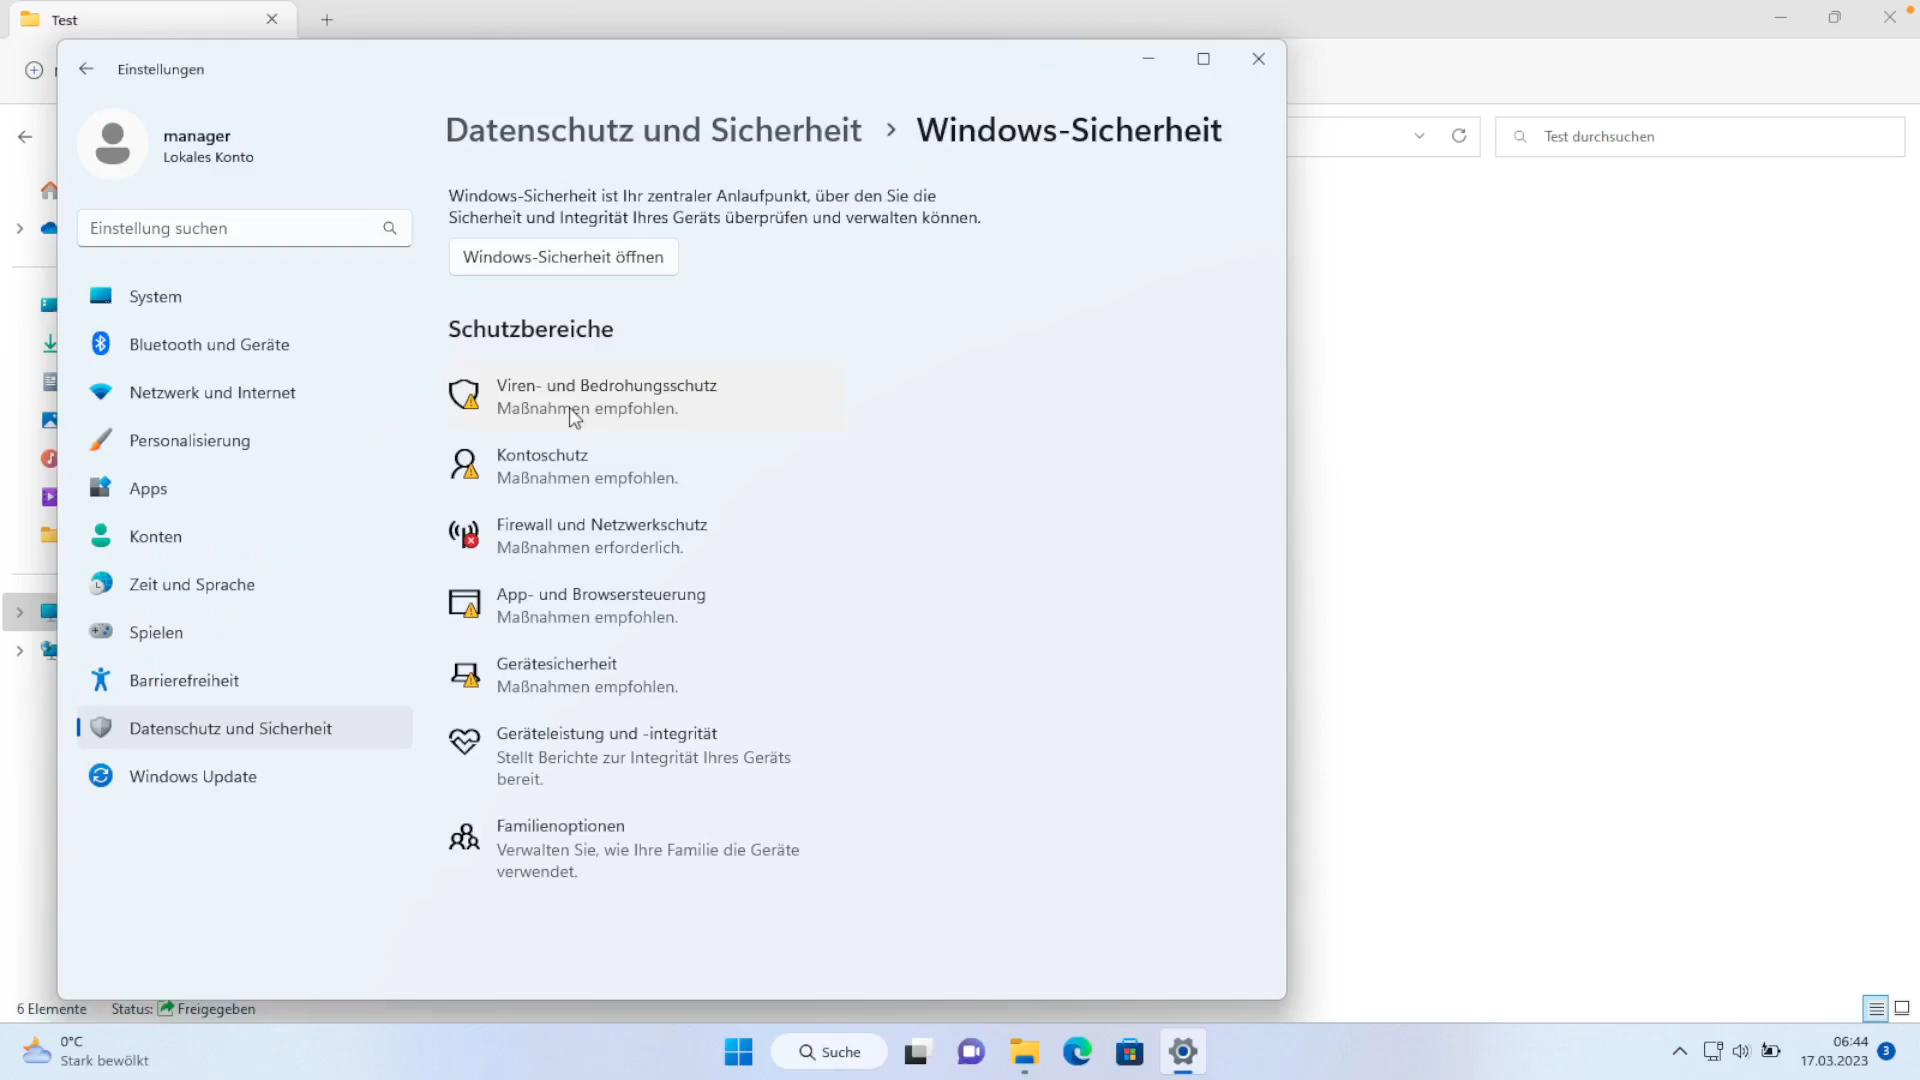 Test
Einstellungen
manager
Lokales Konto
Einstellung suchen
System
Bluetooth und Geräte
Netzwerk und Internet
Personalisierung
Apps
Konten
Zeit und Sprache
Spielen
Barrierefreiheit
Datenschutz und Sicherheit
Windows Update
Datenschutz und Sicherheit › Windows-Sicherheit
Windows-Sicherheit ist Ihr zentraler Anlaufpunkt, über den Sie die
Sicherheit und Integrität Ihres Geräts überprüfen und verwalten können.
Windows-Sicherheit öffnen
Schutzbereiche
Viren- und Bedrohungsschutz
Maßnahmen empfohlen.
Kontoschutz
Maßnahmen empfohlen.
Firewall und Netzwerkschutz
Maßnahmen erforderlich.
App- und Browsersteuerung
Maßnahmen empfohlen.
Gerätesicherheit
Maßnahmen empfohlen.
Geräteleistung und -integrität
Stellt Berichte zur Integrität Ihres Geräts
bereit.
Familienoptionen
Verwalten Sie, wie Ihre Familie die Geräte
verwendet.
Test durchsuchen
6 Elemente
Status: Freigegeben
0°C
Stark bewölkt
Suche
06:44
17.03.2023
3